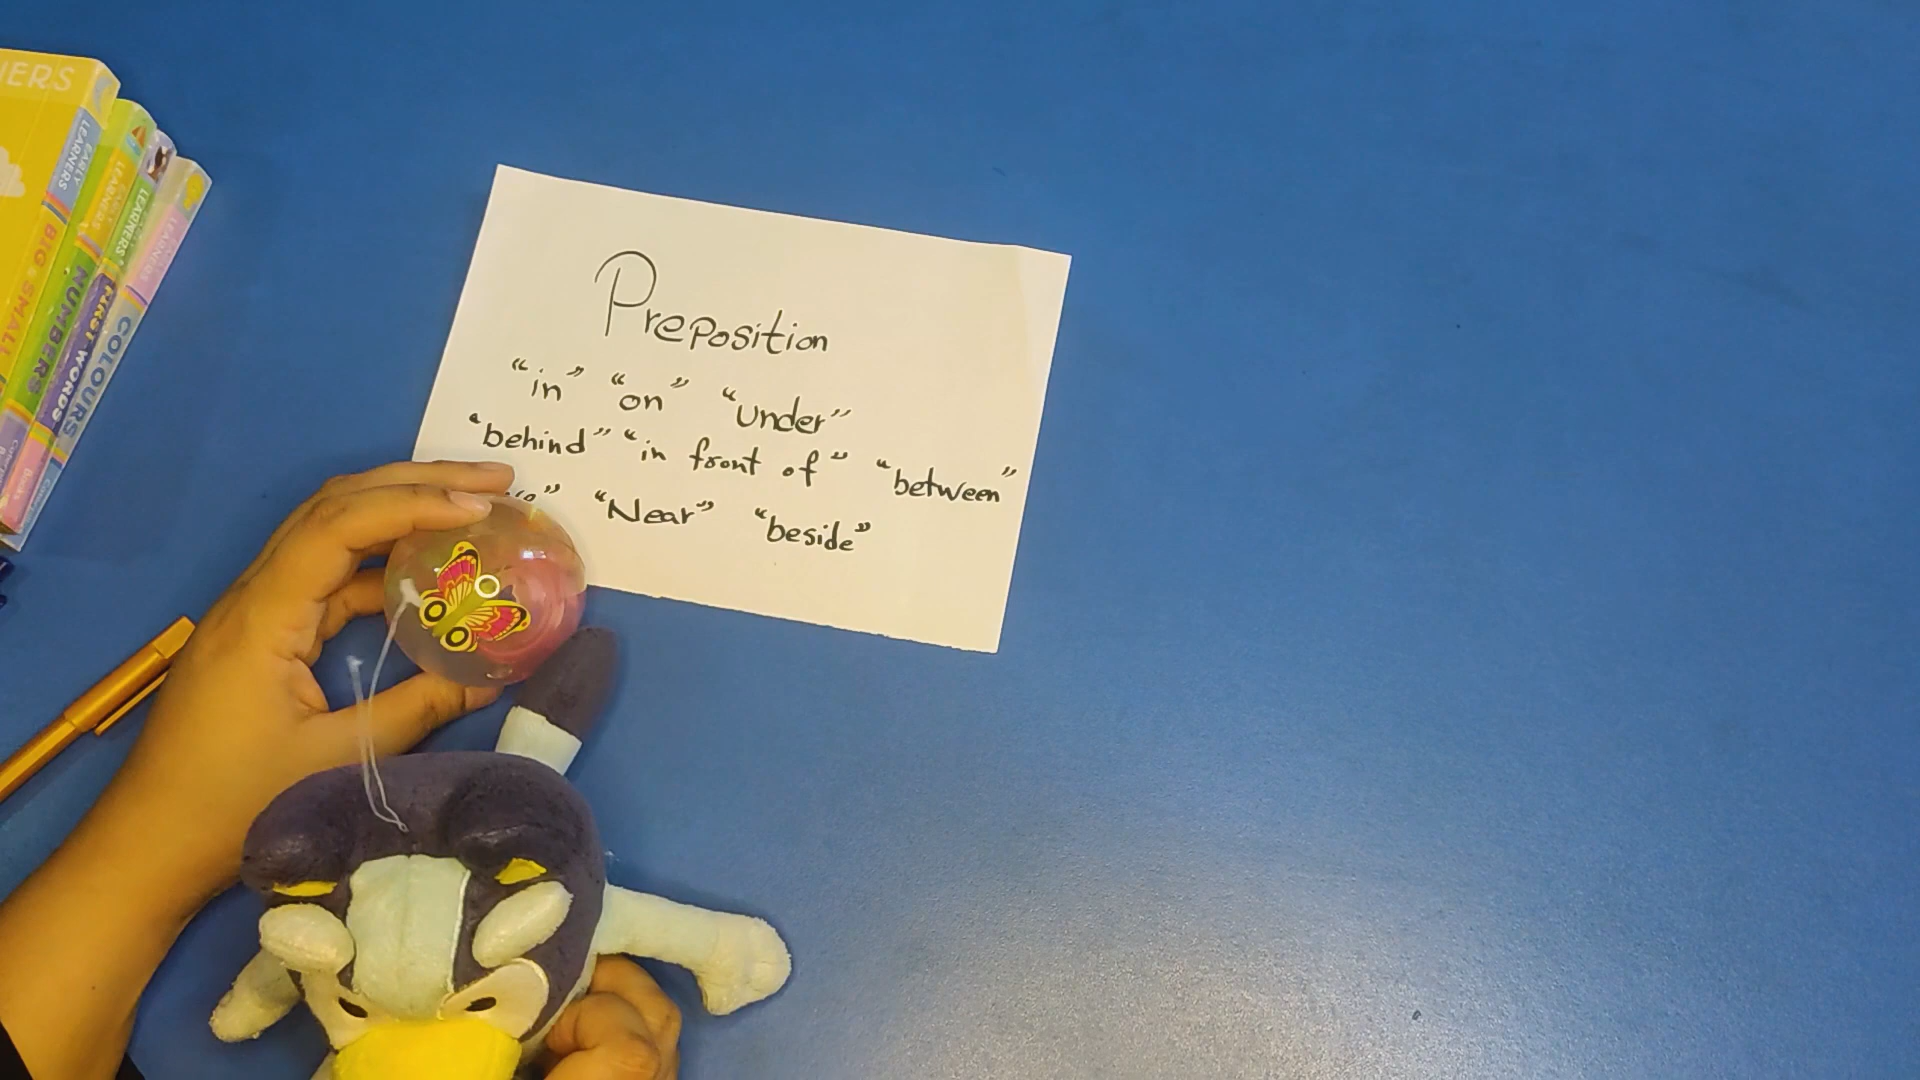 IERS
EARLY LEARNERS
BIG & SMALL
LEARNERS
NUMBERS
LEARNERS
FIRST WORDS
LEARNERS
COLOURS
Preposition
"in" "on" "under"
"behind" "in front of" "between"
"Near" "beside"